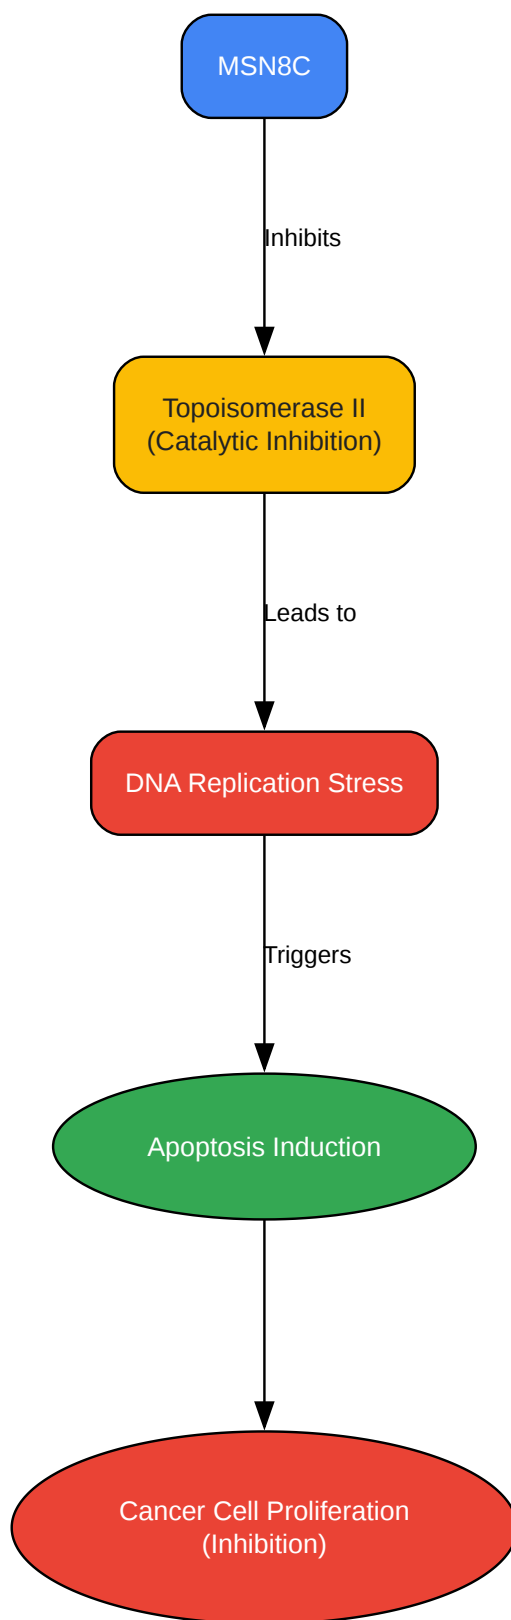 MSN8C
Inhibits
Topoisomerase II
(Catalytic Inhibition)
Leads to
DNA Replication Stress
Triggers
Apoptosis Induction
Cancer Cell Proliferation
(Inhibition)